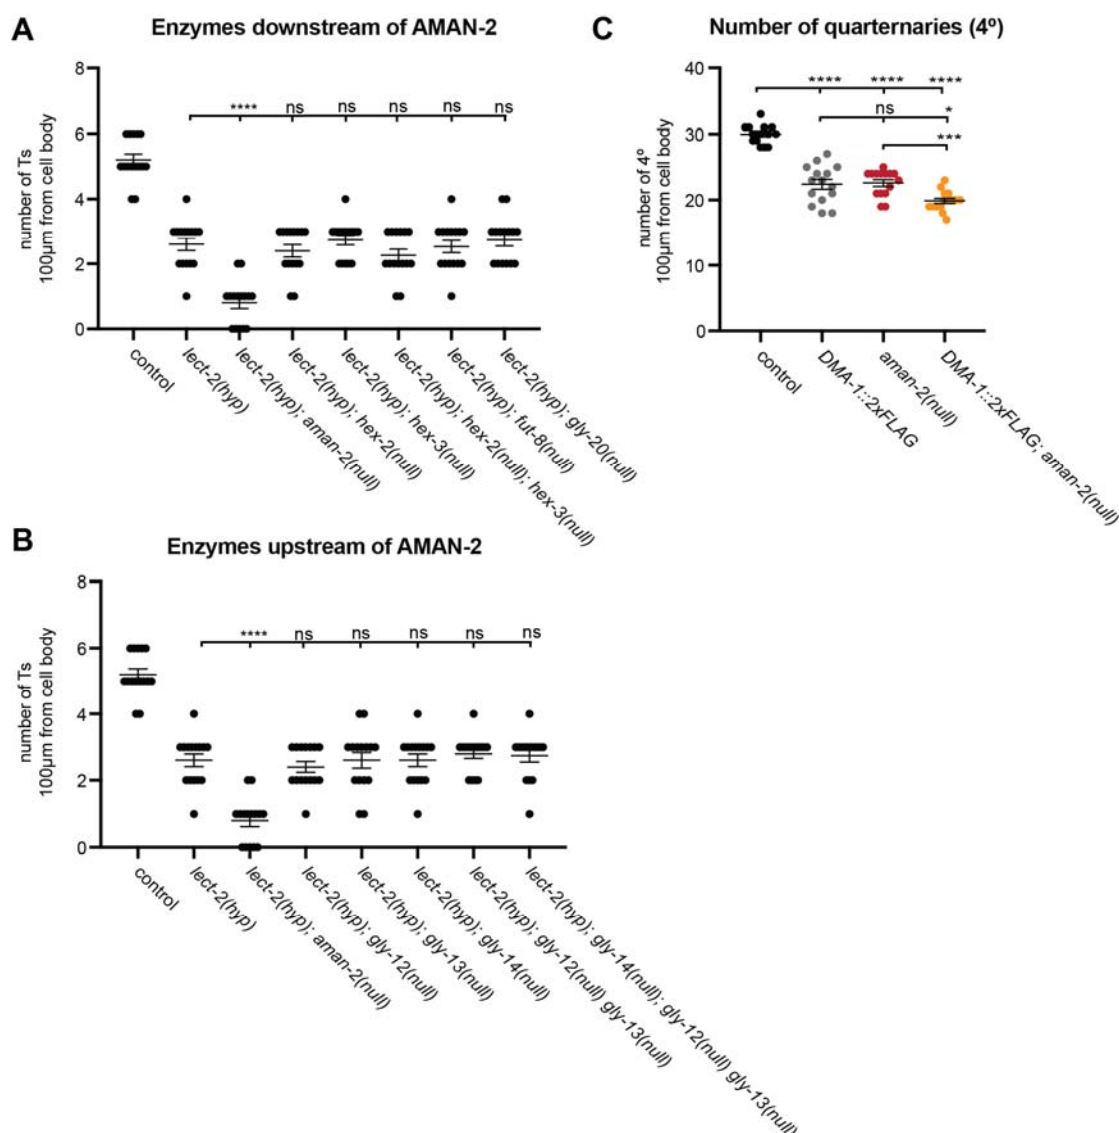 A
Enzymes downstream of AMAN-2
number of Ts
100µm from cell body
8
6
4
2
0
**** ns ns ns ns ns
control
lect-2(hyp)
lect-2(hyp); aman-2(null)
lect-2(hyp); hex-2(null)
lect-2(hyp); hex-3(null)
lect-2(hyp); hex-2(null); hex-3(null)
lect-2(hyp); fut-8(null)
lect-2(hyp); gly-20(null)
C
Number of quarternaries (4º)
number of 4º
100µm from cell body
40
30
20
10
0
**** **** ****
ns *
***
control
DMA-1::2xFLAG
aman-2(null)
DMA-1::2xFLAG; aman-2(null)
B
Enzymes upstream of AMAN-2
number of Ts
100µm from cell body
8
6
4
2
0
**** ns ns ns ns ns
control
lect-2(hyp)
lect-2(hyp); aman-2(null)
lect-2(hyp); gly-12(null)
lect-2(hyp); gly-13(null)
lect-2(hyp); gly-14(null)
lect-2(hyp); gly-12(null) gly-13(null)
lect-2(hyp); gly-14(null); gly-12(null) gly-13(null)